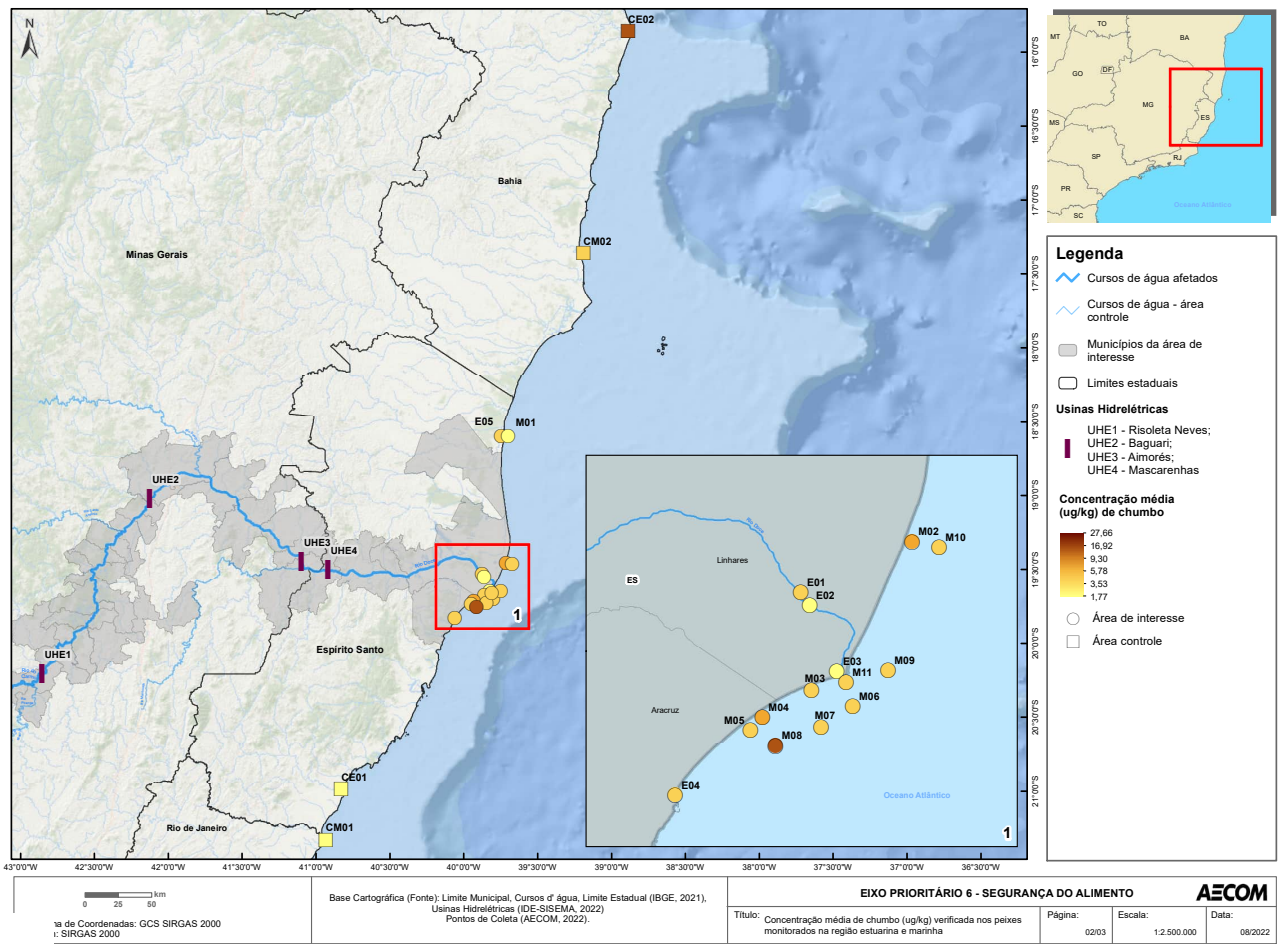 N
CE02
16°0'0"S
16°30'0"S
Bahia
17°0'0"S
Minas Gerais
CM02
17°30'0"S
18°0'0"S
E05
M01
18°30'0"S
UHE2
19°0'0"S
UHE3
UHE4
Rio Doce
19°30'0"S
1
Espírito Santo
UHE1
20°0'0"S
20°30'0"S
CE01
21°0'0"S
Rio de Janeiro
CM01
43°0'0"W
42°30'0"W
42°0'0"W
41°30'0"W
41°0'0"W
40°30'0"W
40°0'0"W
39°30'0"W
39°0'0"W
38°30'0"W
38°0'0"W
37°30'0"W
37°0'0"W
36°30'0"W
Rio Doce
Linhares
ES
M02
M10
E01
E02
E03
M09
M11
M03
M06
Aracruz
M04
M05
M07
M08
E04
Oceano Atlântico
1
TO
MT
BA
DF
GO
MG
MS
ES
SP
RJ
PR
SC
Oceano Atlântico
Legenda
Cursos de água afetados
Cursos de água - área
controle
Municípios da área de
interesse
Limites estaduais
Usinas Hidrelétricas
UHE1 - Risoleta Neves;
UHE2 - Baguari;
UHE3 - Aimorés;
UHE4 - Mascarenhas
Concentração média
(ug/kg) de chumbo
27,66
16,92
9,30
5,78
3,53
1,77
Área de interesse
Área controle
km
0 25 50
na de Coordenadas: GCS SIRGAS 2000
: SIRGAS 2000
Base Cartográfica (Fonte): Limite Municipal, Cursos d' água, Limite Estadual (IBGE, 2021),
Usinas Hidrelétricas (IDE-SISEMA, 2022)
Pontos de Coleta (AECOM, 2022).
EIXO PRIORITÁRIO 6 - SEGURANÇA DO ALIMENTO
AECOM
Título: Concentração média de chumbo (ug/kg) verificada nos peixes
monitorados na região estuarina e marinha
Página:
02/03
Escala:
1:2.500.000
Data:
08/2022